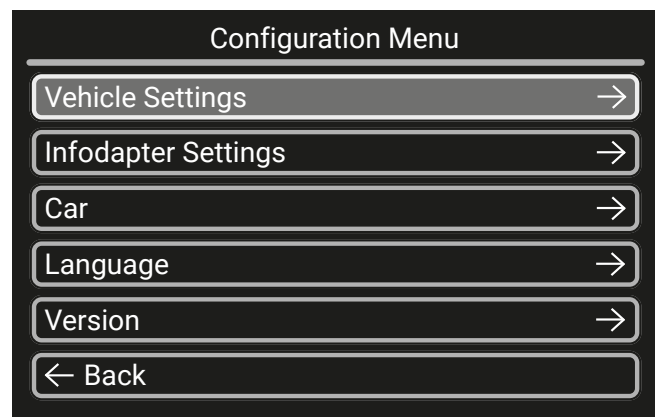 Configuration Menu
Vehicle Settings
Infodapter Settings
Car
Language
Version
Back